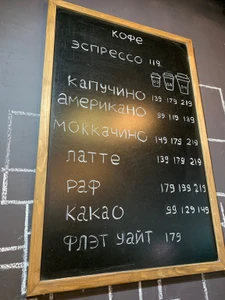 кофе
эспрессо 119
капучино 139 179 219
американо 99 119 139
моккачино 149 179 219
латте 139 179 219
раф 179 199 219
какао 99 129 149
флэт уайт 179